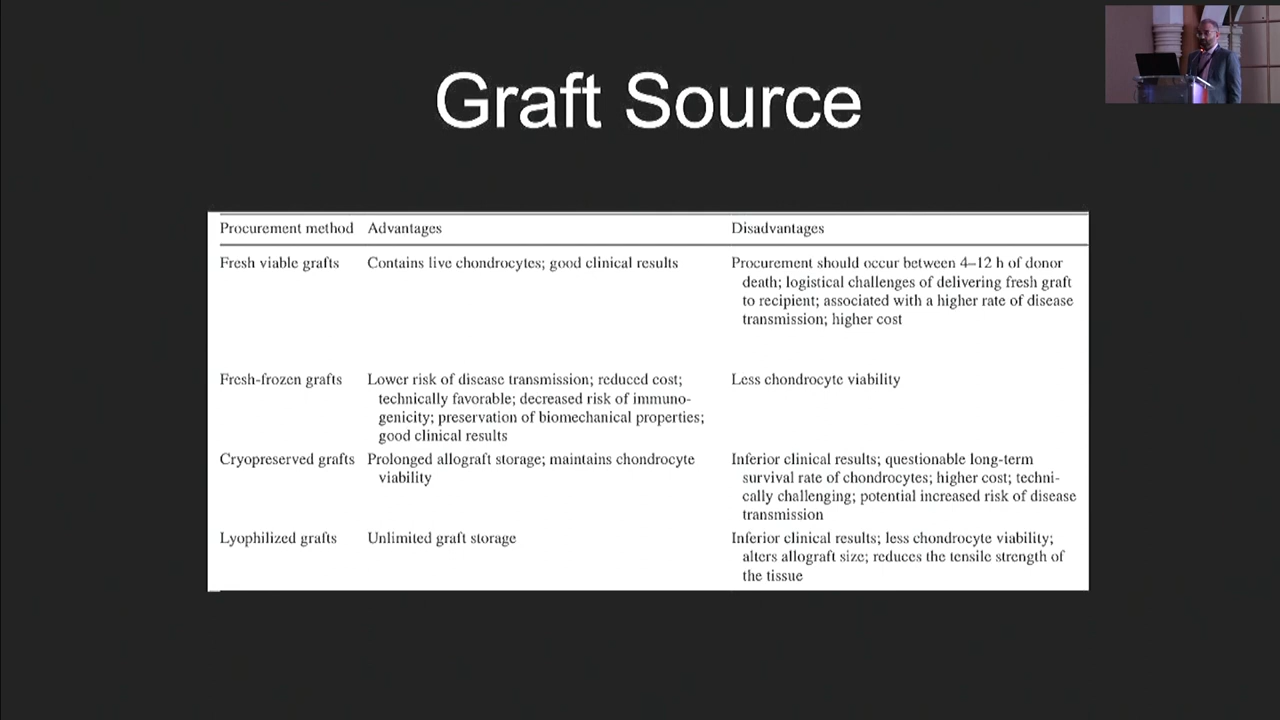 Graft Source
Procurement method Advantages Disadvantages
Fresh viable grafts Contains live chondrocytes; good clinical results Procurement should occur between 4–12 h of donor
death; logistical challenges of delivering fresh graft
to recipient; associated with a higher rate of disease
transmission; higher cost
Fresh-frozen grafts Lower risk of disease transmission; reduced cost; Less chondrocyte viability
technically favorable; decreased risk of immuno-
genicity; preservation of biomechanical properties;
good clinical results
Cryopreserved grafts Prolonged allograft storage; maintains chondrocyte Inferior clinical results; questionable long-term
viability survival rate of chondrocytes; higher cost; techni-
cally challenging; potential increased risk of disease
transmission
Lyophilized grafts Unlimited graft storage Inferior clinical results; less chondrocyte viability;
alters allograft size; reduces the tensile strength of
the tissue